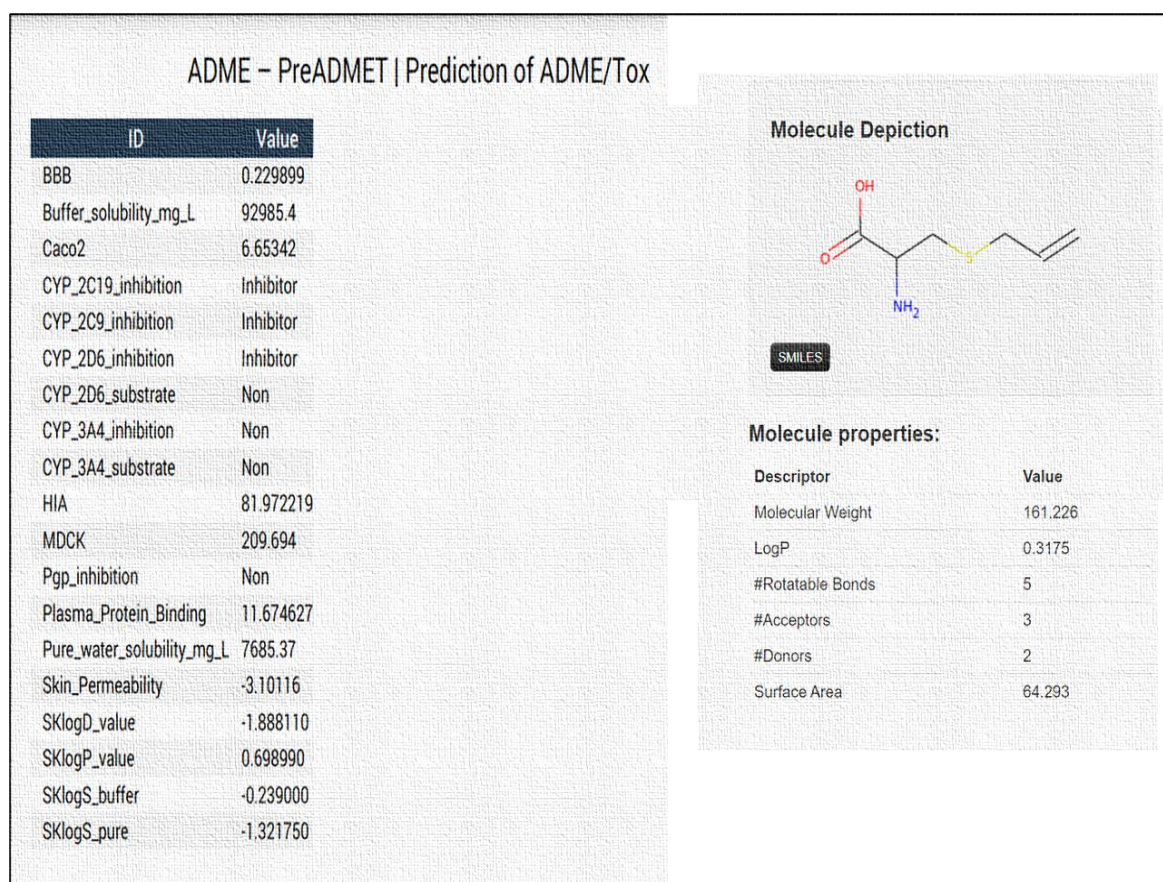 ADME – PreADMET | Prediction of ADME/Tox
ID Value
BBB 0.229899
Buffer_solubility_mg_L 92985.4
Caco2 6.65342
CYP_2C19_inhibition Inhibitor
CYP_2C9_inhibition Inhibitor
CYP_2D6_inhibition Inhibitor
CYP_2D6_substrate Non
CYP_3A4_inhibition Non
CYP_3A4_substrate Non
HIA 81.972219
MDCK 209.694
Pgp_inhibition Non
Plasma_Protein_Binding 11.674627
Pure_water_solubility_mg_L 7685.37
Skin_Permeability -3.10116
SKlogD_value -1.888110
SKlogP_value 0.698990
SKlogS_buffer -0.239000
SKlogS_pure -1.321750
Molecule Depiction
OH
O
S
NH2
SMILES
Molecule properties:
Descriptor Value
Molecular Weight 161.226
LogP 0.3175
#Rotatable Bonds 5
#Acceptors 3
#Donors 2
Surface Area 64.293